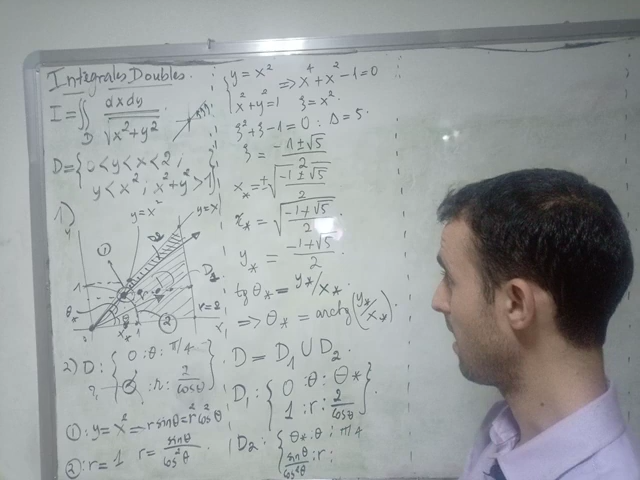 Integrales Doubles.
I = ∬_D dxdy / √(x²+y²)
D = { 0<y<x<2 ;
y<x² ; x²+y²>1 }
1)
y = x²
y = x
1
2
D₂
r = 2
θ*
x*
2) D: { 0 : θ : π/4
: r : 2/cosθ }
① : y = x² ⇒ r sinθ = r² cos²θ
② : r = 1 r = sinθ/cos²θ
{ y = x² ⇒ x⁴ + x² - 1 = 0
x² + y² = 1 ξ = x².
ξ² + ξ - 1 = 0 : Δ = 5.
ξ = (-1 ± √5)/2
x* = ± √((-1 ± √5)/2)
x* = √((-1+√5)/2) .
y* = (-1+√5)/2 .
tg θ* = y*/x*
⇒ θ* = arctg(y*/x*).
D = D₁ ∪ D₂.
D₁ : { 0 : θ : θ*
1 : r : 2/cosθ }
D₂ : { θ* : θ : π/4
sinθ/cos²θ : r :